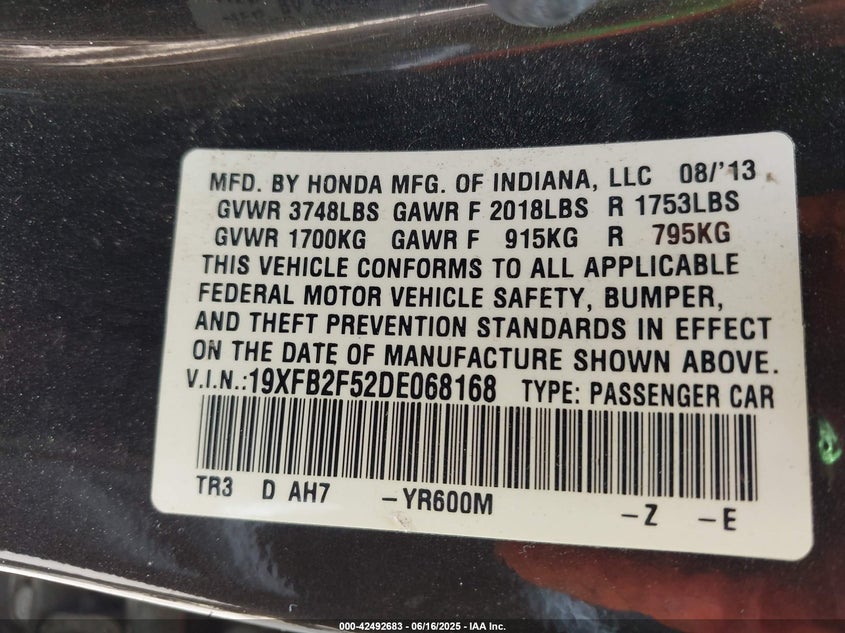 MFD. BY HONDA MFG. OF INDIANA, LLC 08/'13
GVWR 3748LBS GAWR F 2018LBS R 1753LBS
GVWR 1700KG GAWR F 915KG R 795KG
THIS VEHICLE CONFORMS TO ALL APPLICABLE
FEDERAL MOTOR VEHICLE SAFETY, BUMPER,
AND THEFT PREVENTION STANDARDS IN EFFECT
ON THE DATE OF MANUFACTURE SHOWN ABOVE.
V.I.N.:19XFB2F52DE068168 TYPE: PASSENGER CAR
TR3 D AH7 -YR600M -Z -E
000-42492683 - 06/16/2025 - IAA Inc.